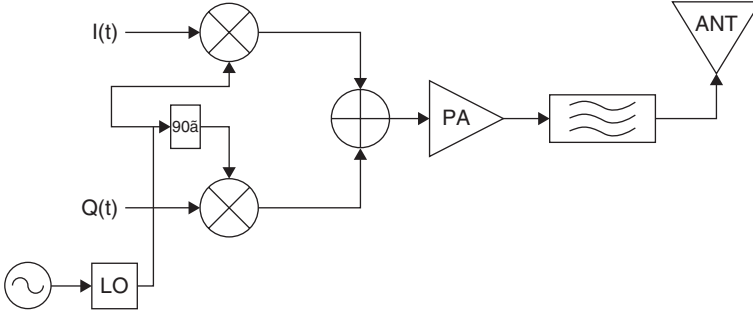 ANT
I(t)
90ã
PA
Q(t)
LO